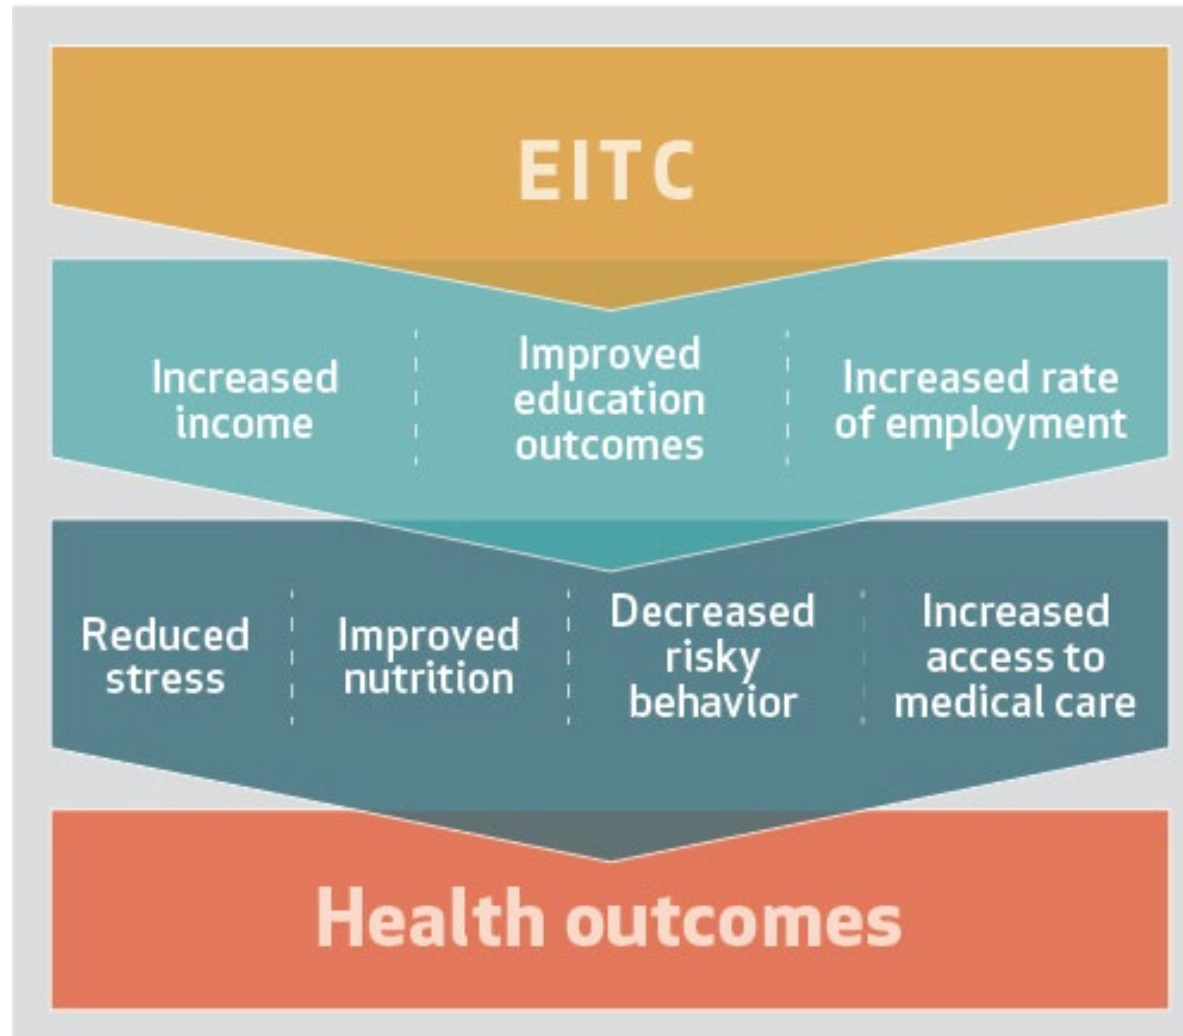 EITC
Increased
income
Improved
education
outcomes
Increased rate
of employment
Reduced
stress
Improved
nutrition
Decreased
risky
behavior
Increased
access to
medical care
Health outcomes